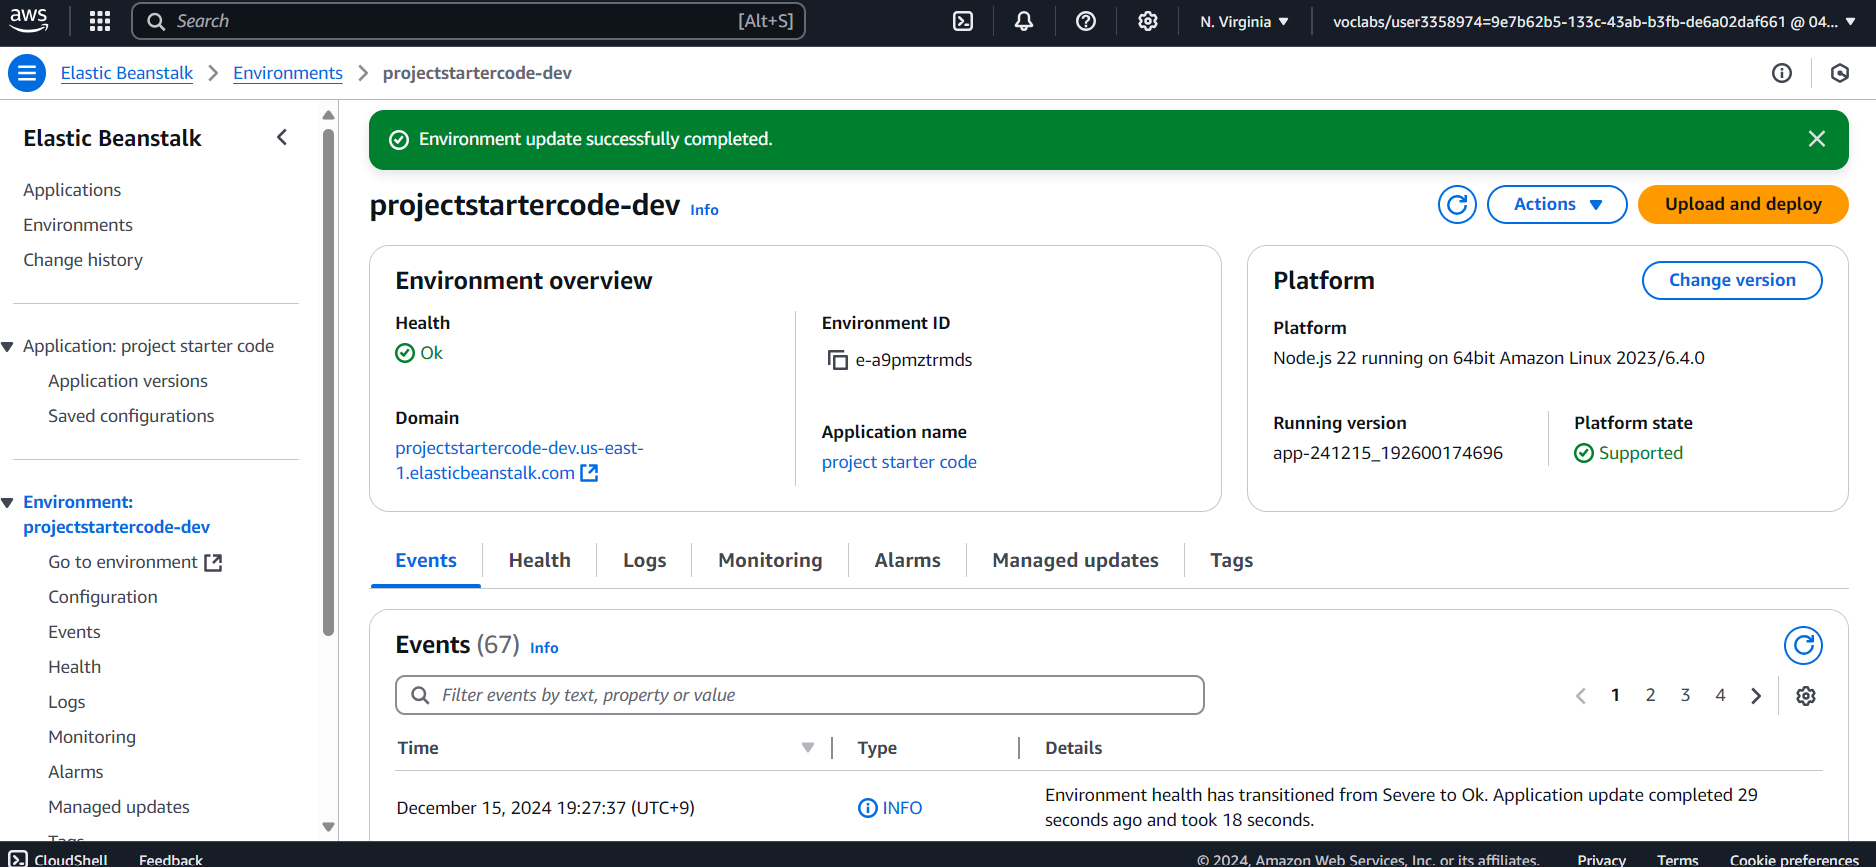 aws
Search [Alt+S]
N. Virginia
voclabs/user3358974=9e7b62b5-133c-43ab-b3fb-de6a02daf661 @ 04...
Elastic Beanstalk
Environments
projectstartercode-dev
Elastic Beanstalk
Applications
Environments
Change history
Application: project starter code
Application versions
Saved configurations
Environment:
projectstartercode-dev
Go to environment
Configuration
Events
Health
Logs
Monitoring
Alarms
Managed updates
Tags
Environment update successfully completed.
projectstartercode-dev Info
Actions
Upload and deploy
Environment overview
Health
Ok
Domain
projectstartercode-dev.us-east-
1.elasticbeanstalk.com
Environment ID
e-a9pmztrmds
Application name
project starter code
Platform
Change version
Platform
Node.js 22 running on 64bit Amazon Linux 2023/6.4.0
Running version
app-241215_192600174696
Platform state
Supported
Events
Health
Logs
Monitoring
Alarms
Managed updates
Tags
Events (67) Info
Filter events by text, property or value
1 2 3 4
Time Type Details
December 15, 2024 19:27:37 (UTC+9)
INFO
Environment health has transitioned from Severe to Ok. Application update completed 29
seconds ago and took 18 seconds.
CloudShell
Feedback
© 2024, Amazon Web Services, Inc. or its affiliates.
Privacy
Terms
Cookie preferences